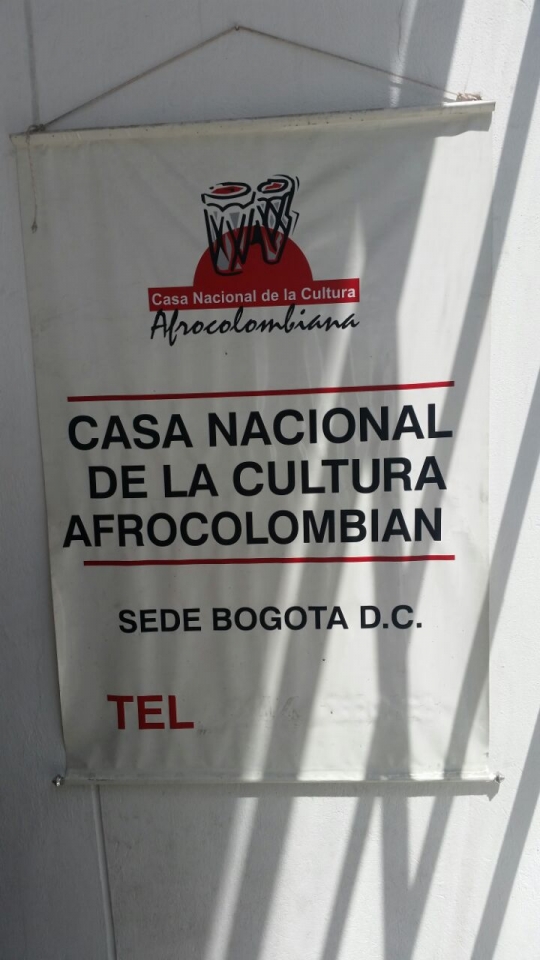 Casa Nacional de la Cultura
Afrocolombiana
CASA NACIONAL
DE LA CULTURA
AFROCOLOMBIAN
SEDE BOGOTA D.C.
TEL